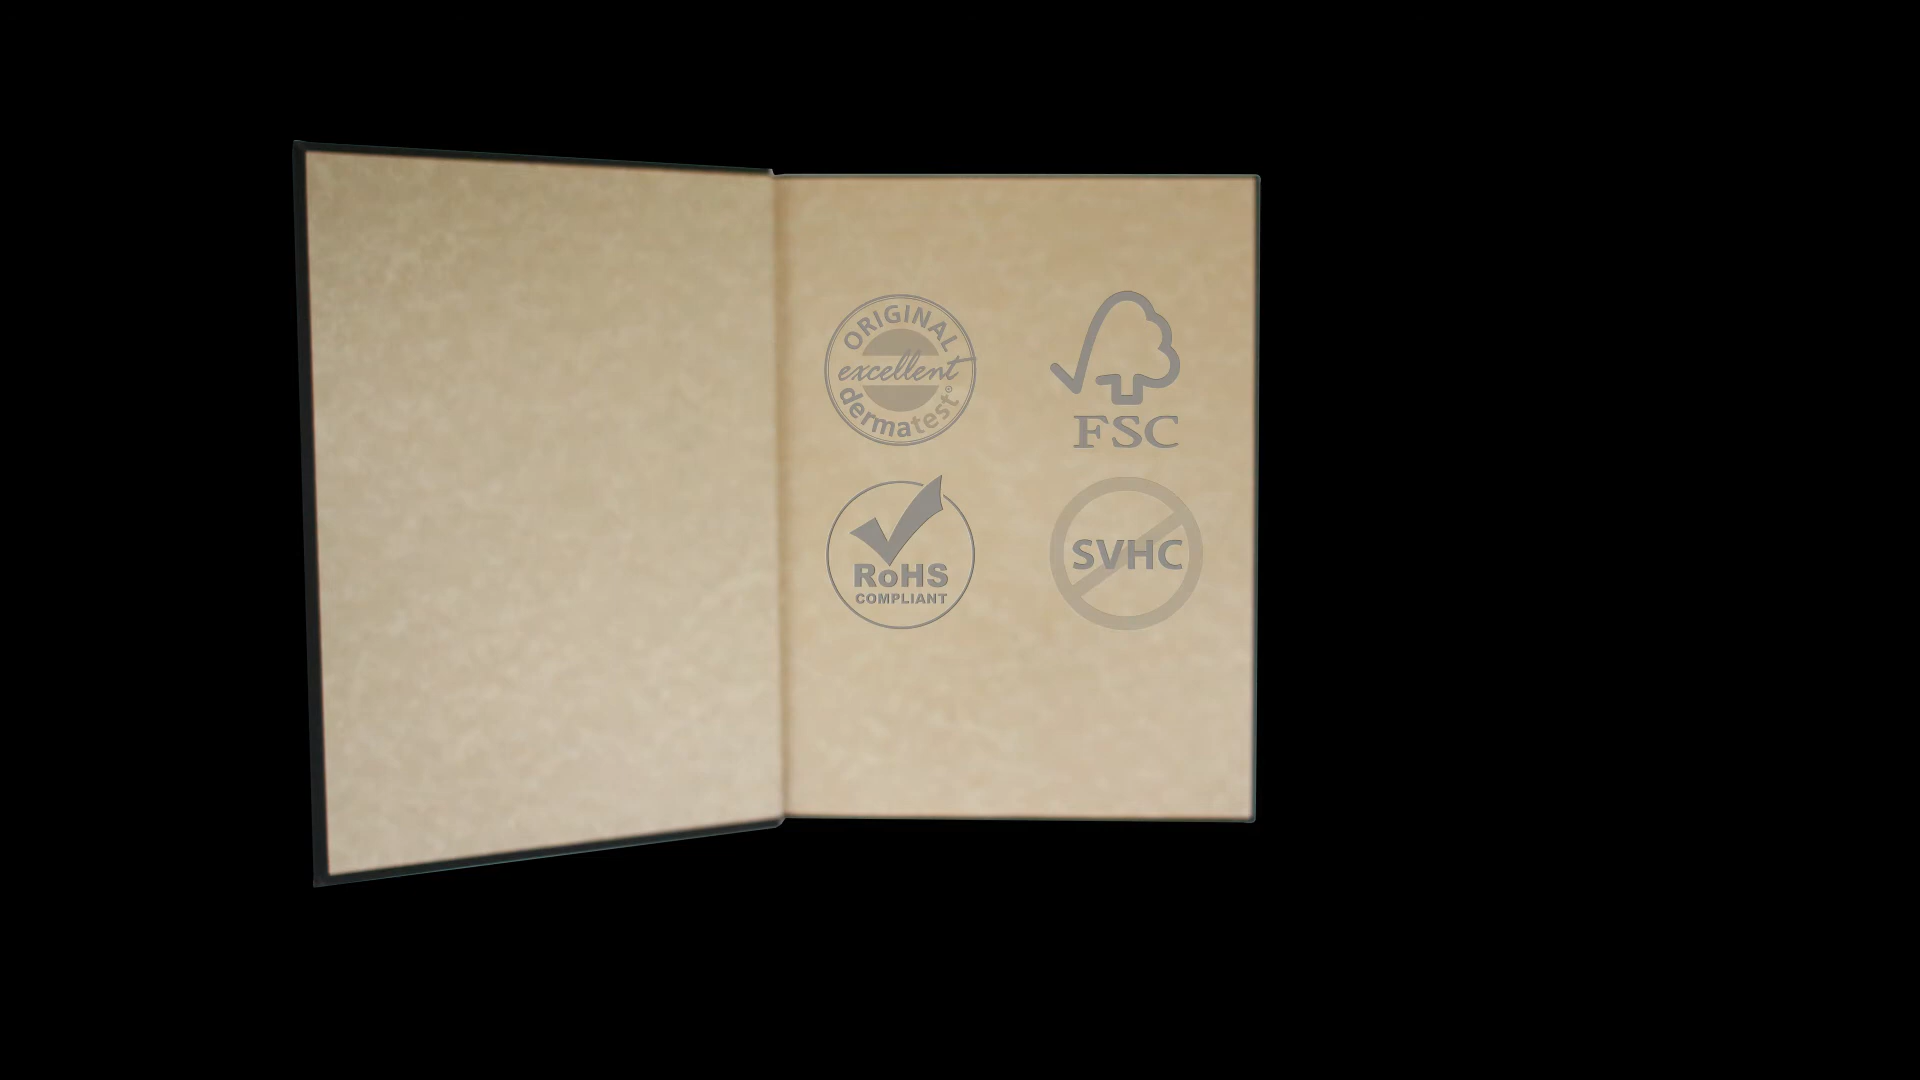 ORIGINAL
excellent
dermatest®
FSC
RoHS
COMPLIANT
SVHC